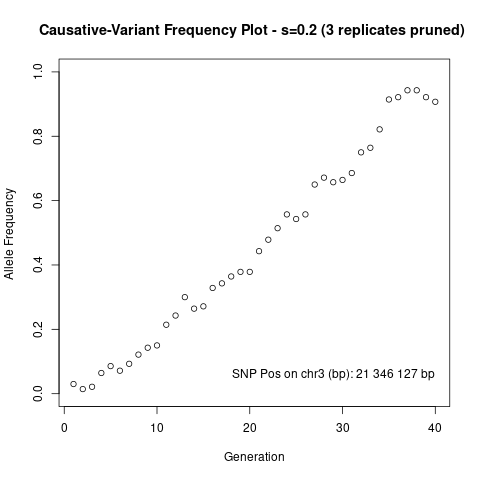 Causative-Variant Frequency Plot - s=0.2 (3 replicates pruned)
Allele Frequency
1.0
0.8
0.6
0.4
0.2
0.0
SNP Pos on chr3 (bp): 21 346 127 bp
0 10 20 30 40
Generation